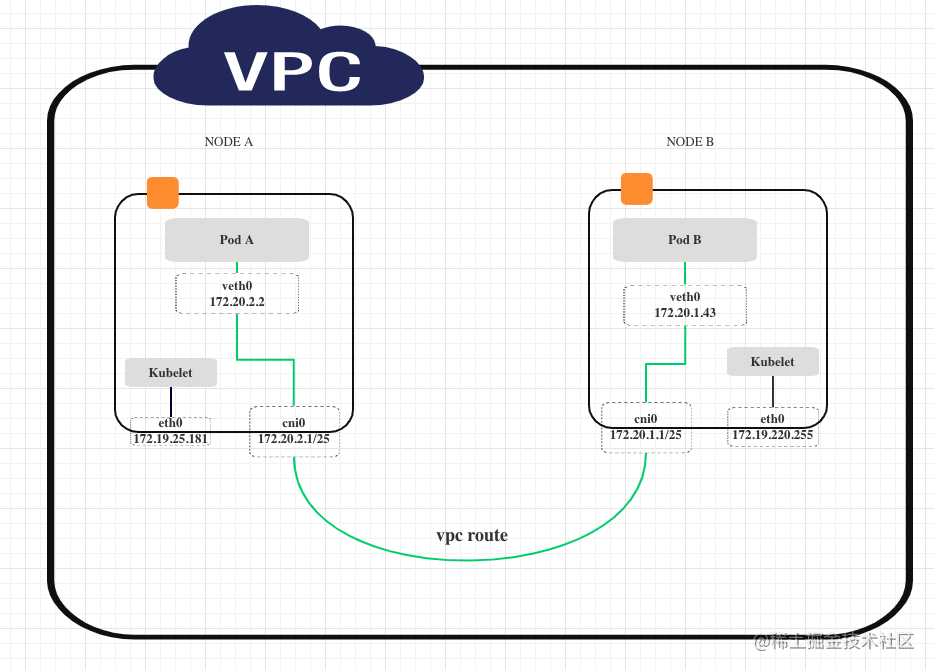 VPC
NODE A
NODE B
Pod A
Pod B
veth0
172.20.2.2
veth0
172.20.1.43
Kubelet
Kubelet
eth0
172.19.25.181
cni0
172.20.2.1/25
cni0
172.20.1.1/25
eth0
172.19.220.255
vpc route
@稀土掘金技术社区